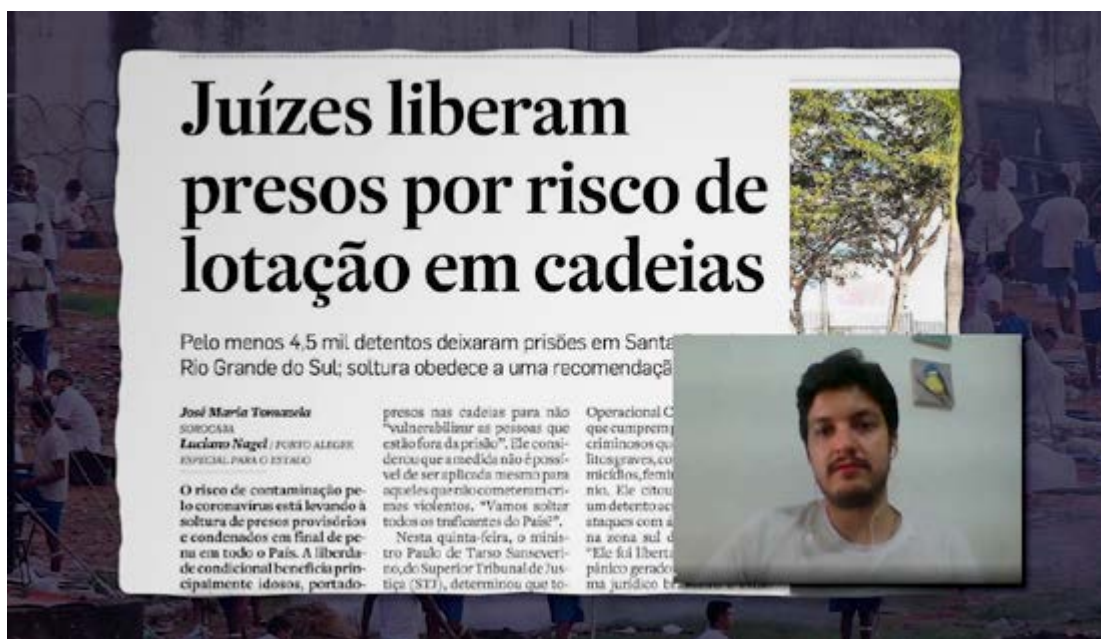 Juízes liberam
presos por risco de
lotação em cadeias
Pelo menos 4,5 mil detentos deixaram prisões em Santa
Rio Grande do Sul; soltura obedece a uma recomendaçã
José Maria Tomazela
SOROCABA
Luciano Nagel / PORTO ALEGRE
ESPECIAL PARA O ESTADO
O risco de contaminação pe-
lo coronavírus está levando à
soltura de presos provisórios
e condenados em final de pe-
na em todo o País. A liberda-
de condicional beneficia prin-
cipalmente idosos, portado-
presos nas cadeias para não
"vulnerabilizar as pessoas que
estão fora da prisão". Ele consi-
derou que a medida não é possí-
vel de ser aplicada mesmo para
aqueles que não cometeram cri-
mes violentos. "Vamos soltar
todos os traficantes do País?".
Nesta quinta-feira, o minis-
tro Paulo de Tarso Sanseveri-
no, do Superior Tribunal de Jus-
tiça (STJ), determinou que to-
Operacional C
que cumprem p
criminosos qu
litos graves, co
micídios, femi
nio. Ele citou
um detento ac
ataques com á
na zona sul d
"Ele foi libert
pânico gerado
ma jurídico